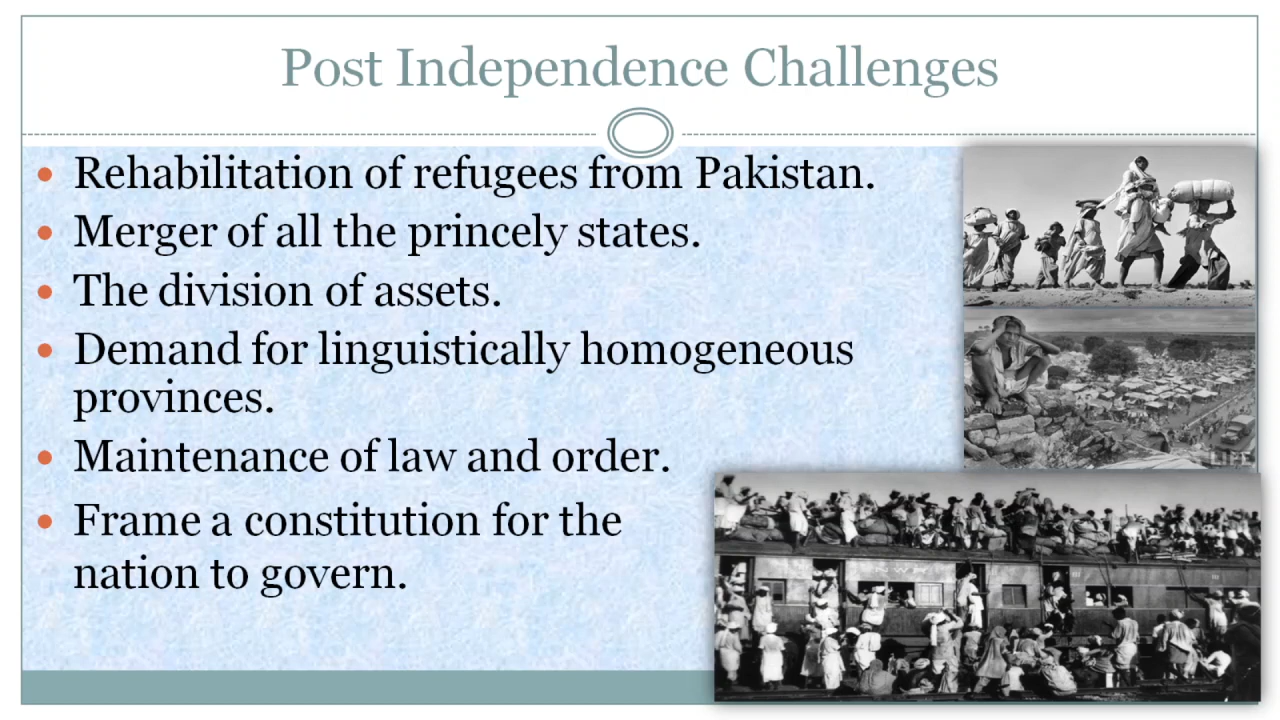 Post Independence Challenges
• Rehabilitation of refugees from Pakistan.
• Merger of all the princely states.
• The division of assets.
• Demand for linguistically homogeneous
provinces.
• Maintenance of law and order.
• Frame a constitution for the
nation to govern.
LIFE
N W R